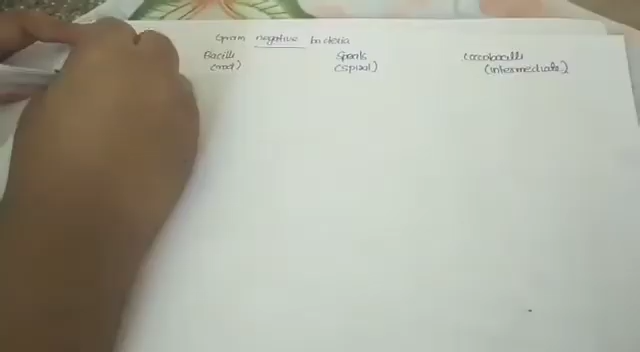 Gram negative bacteria
Bacilli Spirals Coccobacilli
(rod) (spiral) (intermediate)